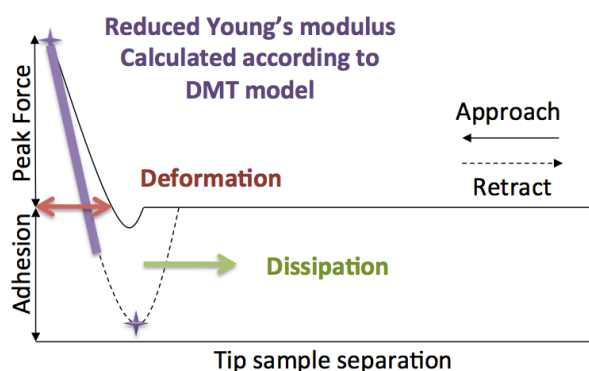 Reduced Young’s modulus
Calculated according to
DMT model
Peak Force
Approach
Retract
Deformation
Adhesion
Dissipation
Tip sample separation